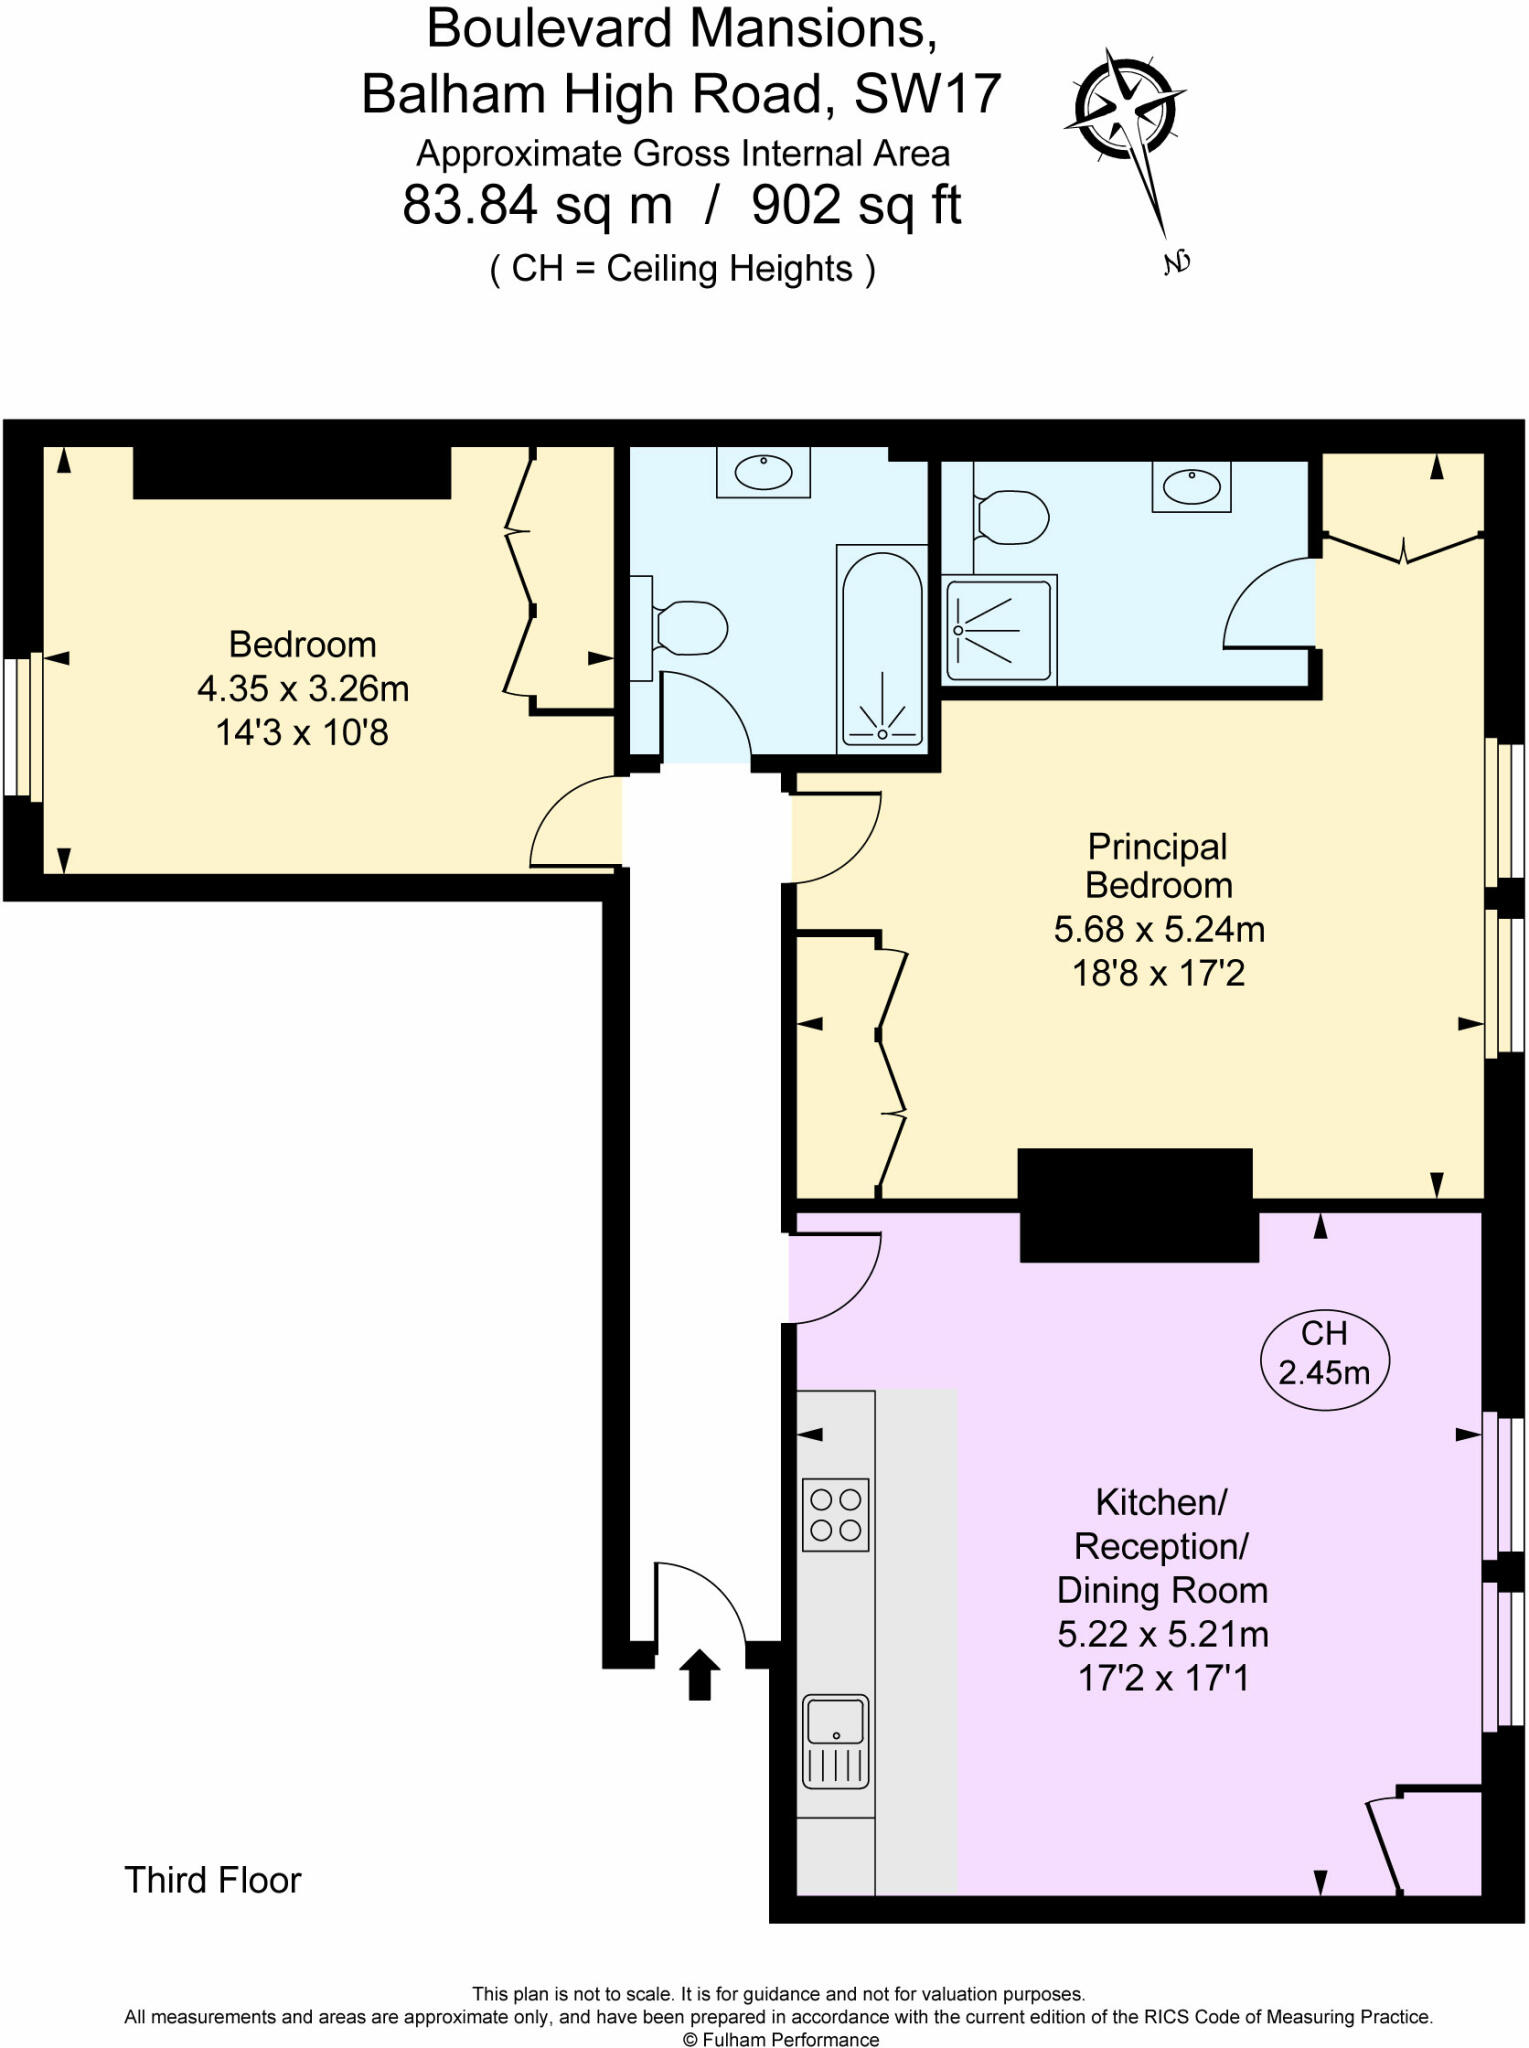 Boulevard Mansions,
Balham High Road, SW17
Approximate Gross Internal Area
83.84 sq m / 902 sq ft
( CH = Ceiling Heights )
N
Bedroom
4.35 x 3.26m
14'3 x 10'8
Principal
Bedroom
5.68 x 5.24m
18'8 x 17'2
CH
2.45m
Kitchen/
Reception/
Dining Room
5.22 x 5.21m
17'2 x 17'1
Third Floor
This plan is not to scale. It is for guidance and not for valuation purposes.
All measurements and areas are approximate only, and have been prepared in accordance with the current edition of the RICS Code of Measuring Practice.
© Fulham Performance